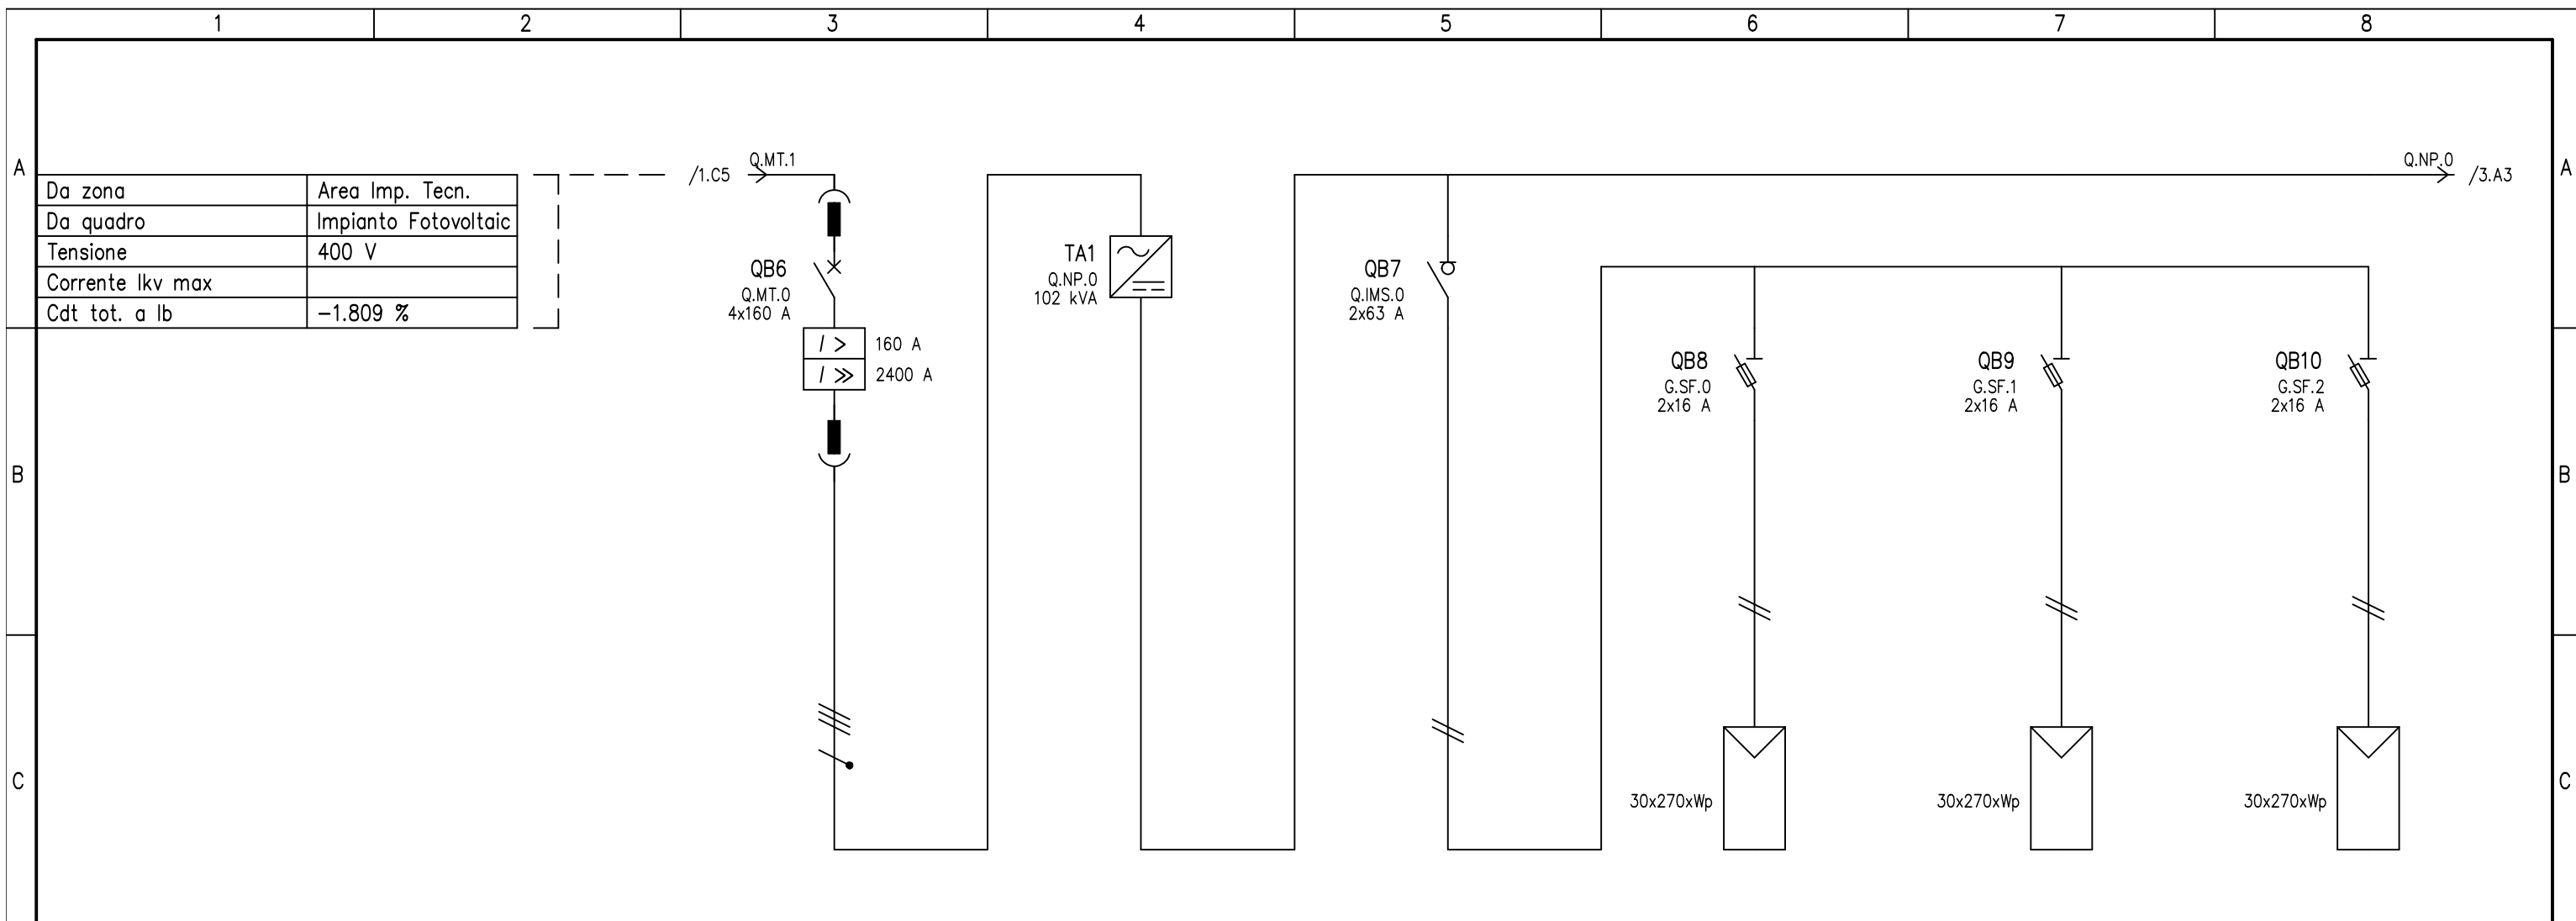 1 2 3 4 5 6 7 8
A
Q.MT.1
/1.C5
Q.NP.0
/3.A3
A
Da zona Area Imp. Tecn.
Da quadro Impianto Fotovoltaic
Tensione 400 V
Corrente Ikv max
Cdt tot. a Ib -1.809 %
QB6
Q.MT.0
4x160 A
I > 160 A
I >> 2400 A
TA1
Q.NP.0
102 kVA
QB7
Q.IMS.0
2x63 A
QB8
G.SF.0
2x16 A
QB9
G.SF.1
2x16 A
QB10
G.SF.2
2x16 A
B B
C C
30x270xWp
30x270xWp
30x270xWp